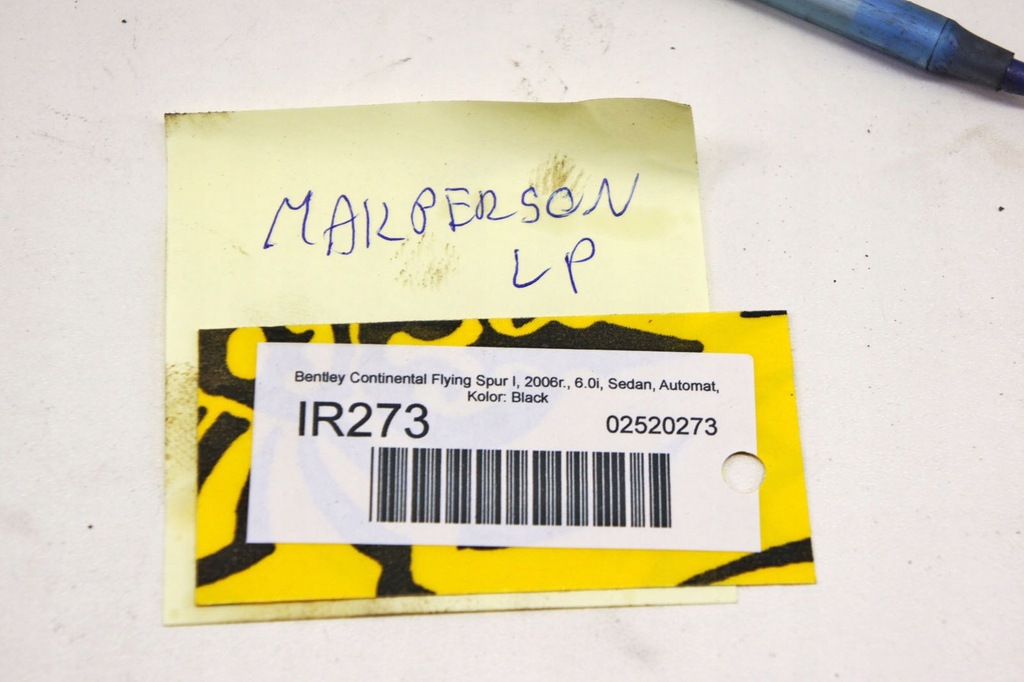 MAKPERSON
LP
Bentley Continental Flying Spur I, 2006r., 6.0i, Sedan, Automat,
Kolor: Black
IR273 02520273